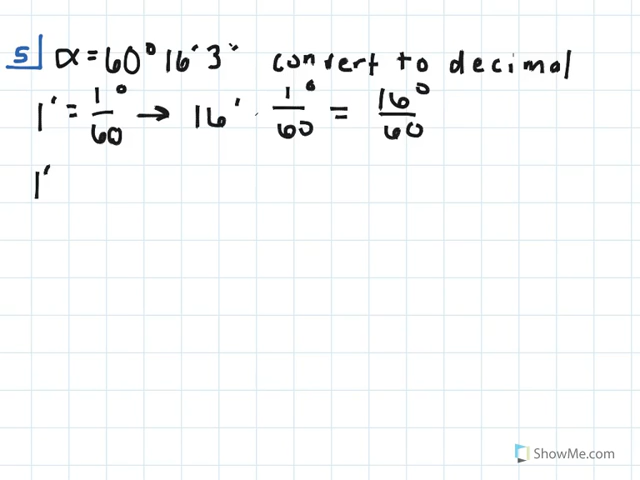 5 α = 60° 16' 3" convert to decimal
1' = 1/60° → 16' · 1/60° = 16/60°
1'
ShowMe.com